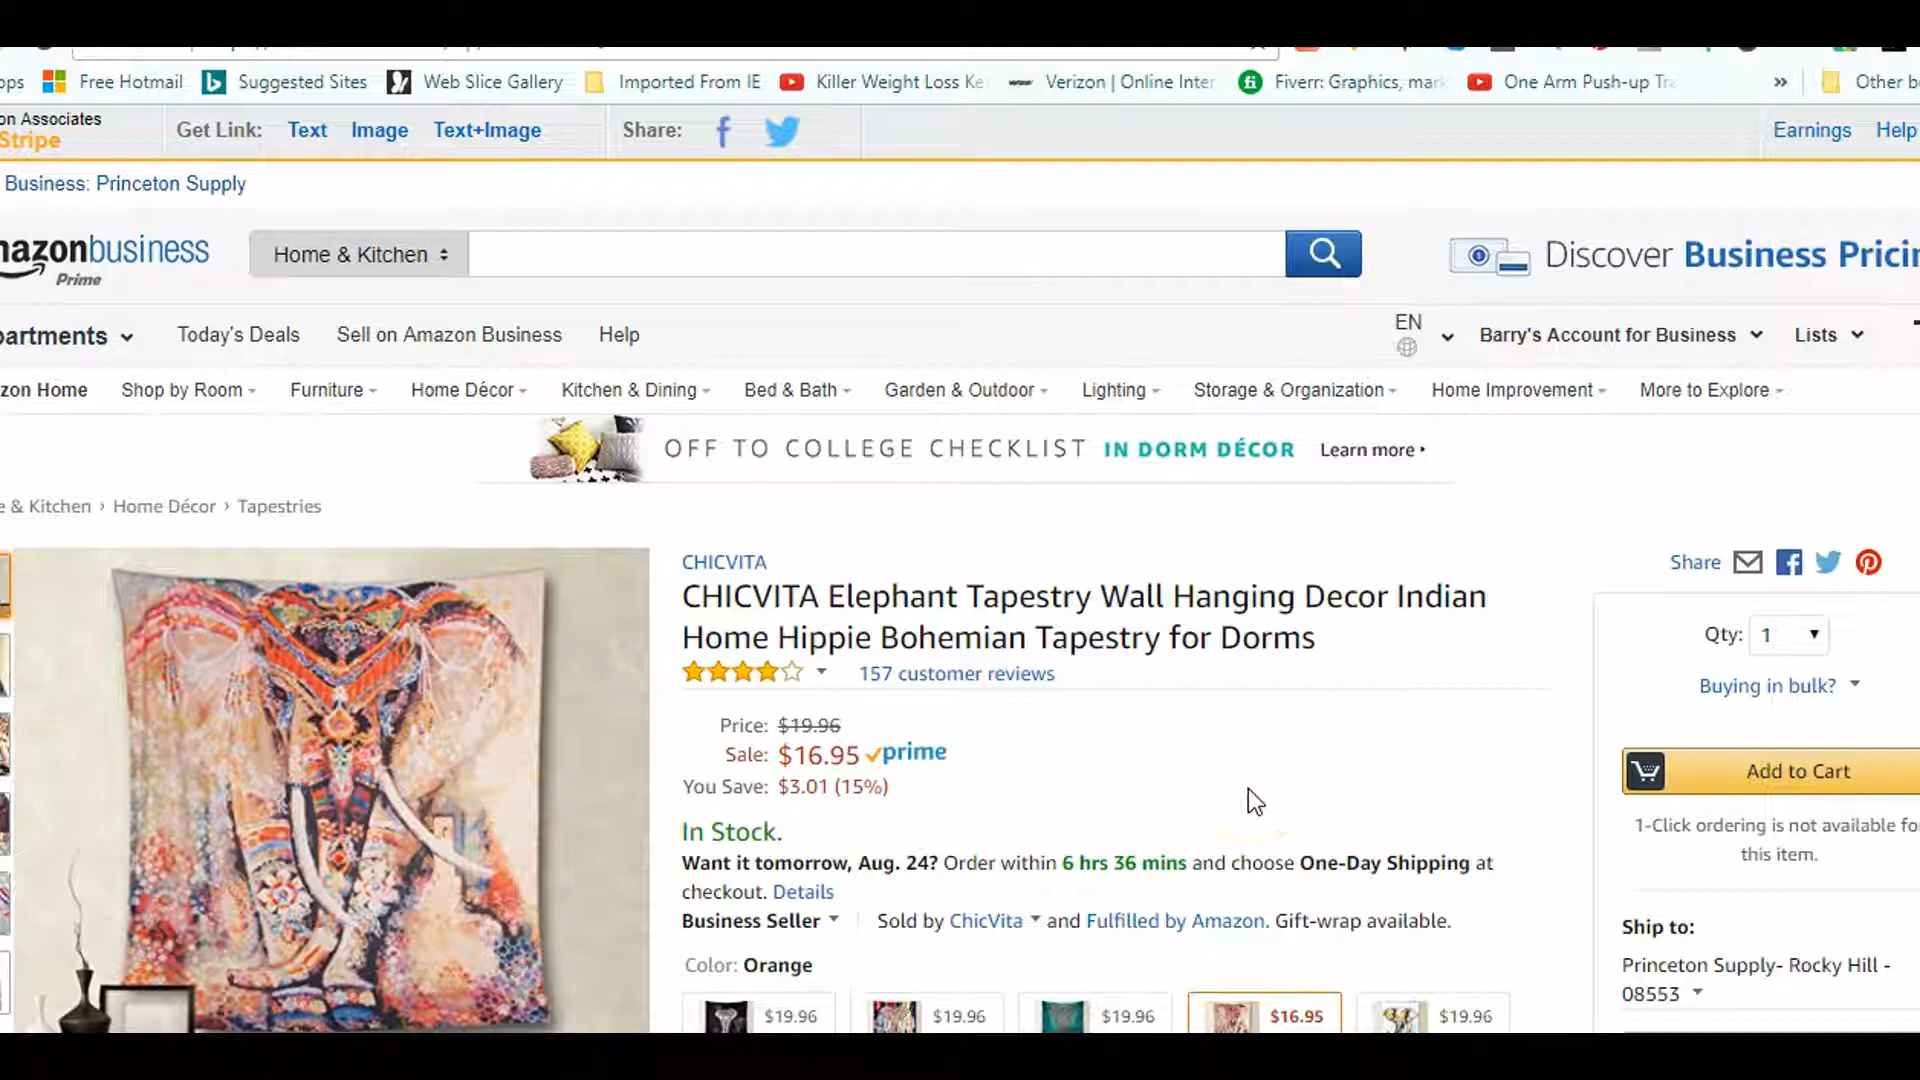 ops Free Hotmail Suggested Sites Web Slice Gallery Imported From IE Killer Weight Loss Ke Verizon | Online Inter Fiverr: Graphics, mark One Arm Push-up Tra » Other b
on Associates
Stripe
Get Link: Text Image Text+Image Share: Earnings Help
Business: Princeton Supply
mazonbusiness
Prime
Home & Kitchen
Discover Business Pricin
partments Today's Deals Sell on Amazon Business Help EN Barry's Account for Business Lists
zon Home Shop by Room Furniture Home Décor Kitchen & Dining Bed & Bath Garden & Outdoor Lighting Storage & Organization Home Improvement More to Explore
OFF TO COLLEGE CHECKLIST IN DORM DÉCOR Learn more ›
e & Kitchen › Home Décor › Tapestries
CHICVITA
CHICVITA Elephant Tapestry Wall Hanging Decor Indian
Home Hippie Bohemian Tapestry for Dorms
157 customer reviews
Price: $19.96
Sale: $16.95 prime
You Save: $3.01 (15%)
In Stock.
Want it tomorrow, Aug. 24? Order within 6 hrs 36 mins and choose One-Day Shipping at
checkout. Details
Business Seller Sold by ChicVita and Fulfilled by Amazon. Gift-wrap available.
Color: Orange
$19.96 $19.96 $19.96 $16.95 $19.96
Share
Qty: 1
Buying in bulk?
Add to Cart
1-Click ordering is not available fo
this item.
Ship to:
Princeton Supply- Rocky Hill -
08553